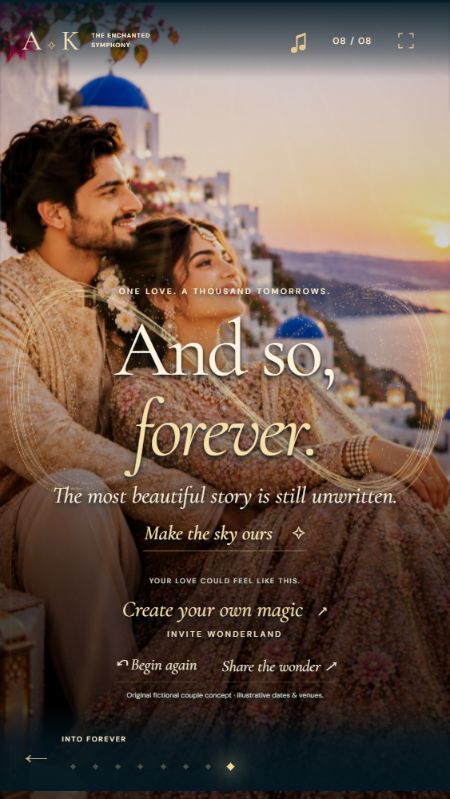 A K
THE ENCHANTED
SYMPHONY
08 / 08
ONE LOVE. A THOUSAND TOMORROWS.
And so,
forever.
The most beautiful story is still unwritten.
Make the sky ours
YOUR LOVE COULD FEEL LIKE THIS.
Create your own magic ↗
INVITE WONDERLAND
↶ Begin again Share the wonder ↗
Original fictional couple concept · illustrative dates & venues.
INTO FOREVER
←